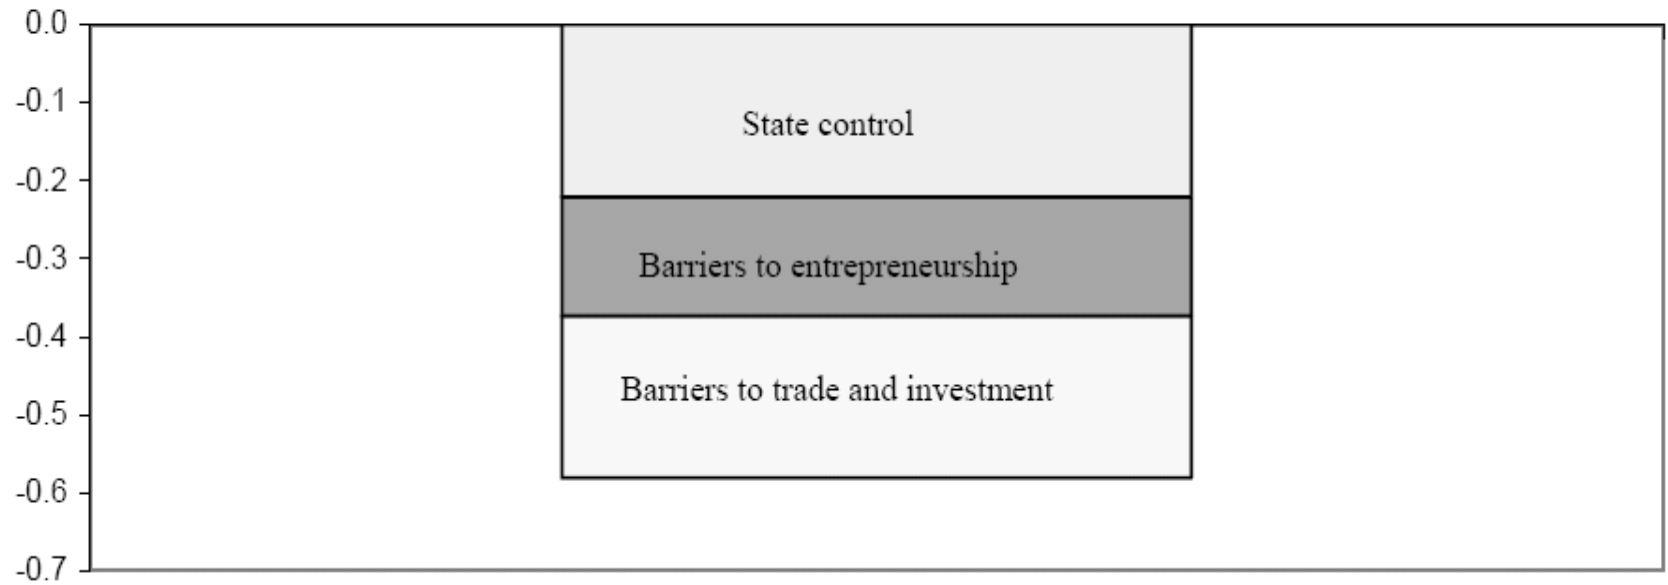 0.0
-0.1
State control
-0.2
-0.3
Barriers to entrepreneurship
-0.4
Barriers to trade and investment
-0.5
-0.6
-0.7